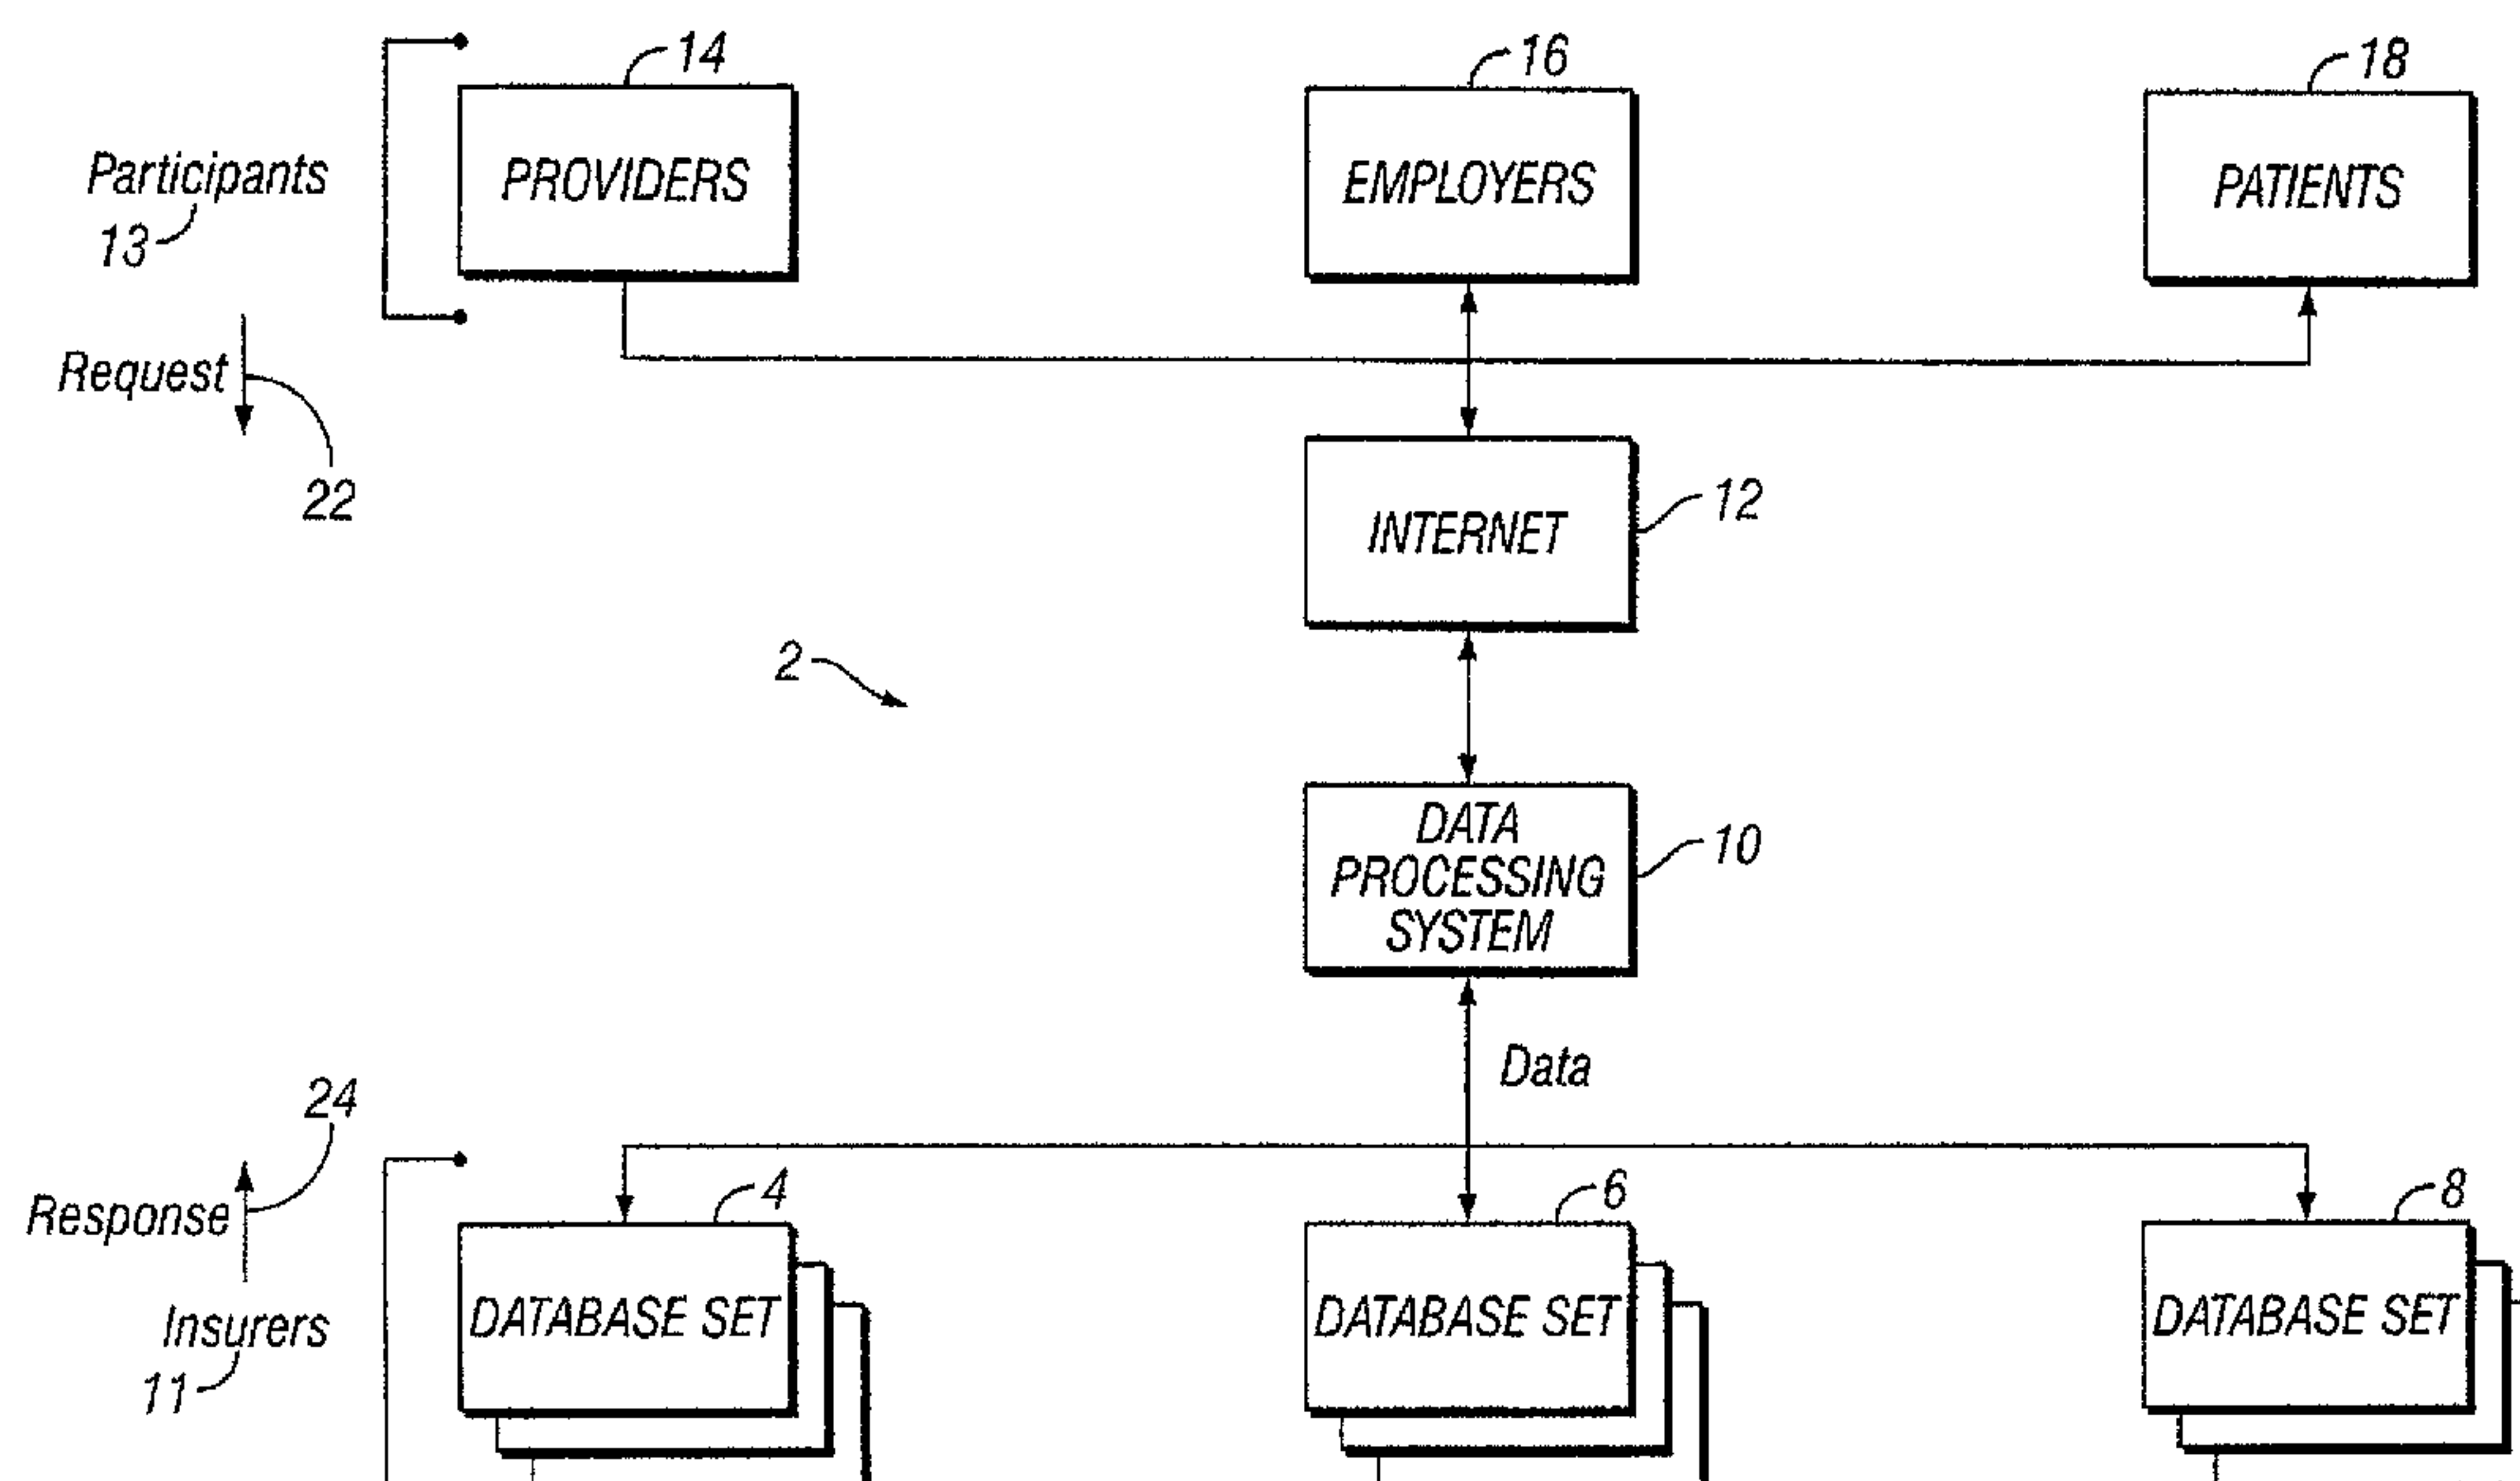 14
16
18
PROVIDERS
EMPLOYERS
PATIENTS
Participants
13
Request
22
INTERNET
12
2
DATA
PROCESSING
SYSTEM
10
Data
24
Response
4
6
8
DATABASE SET
DATABASE SET
DATABASE SET
Insurers
11